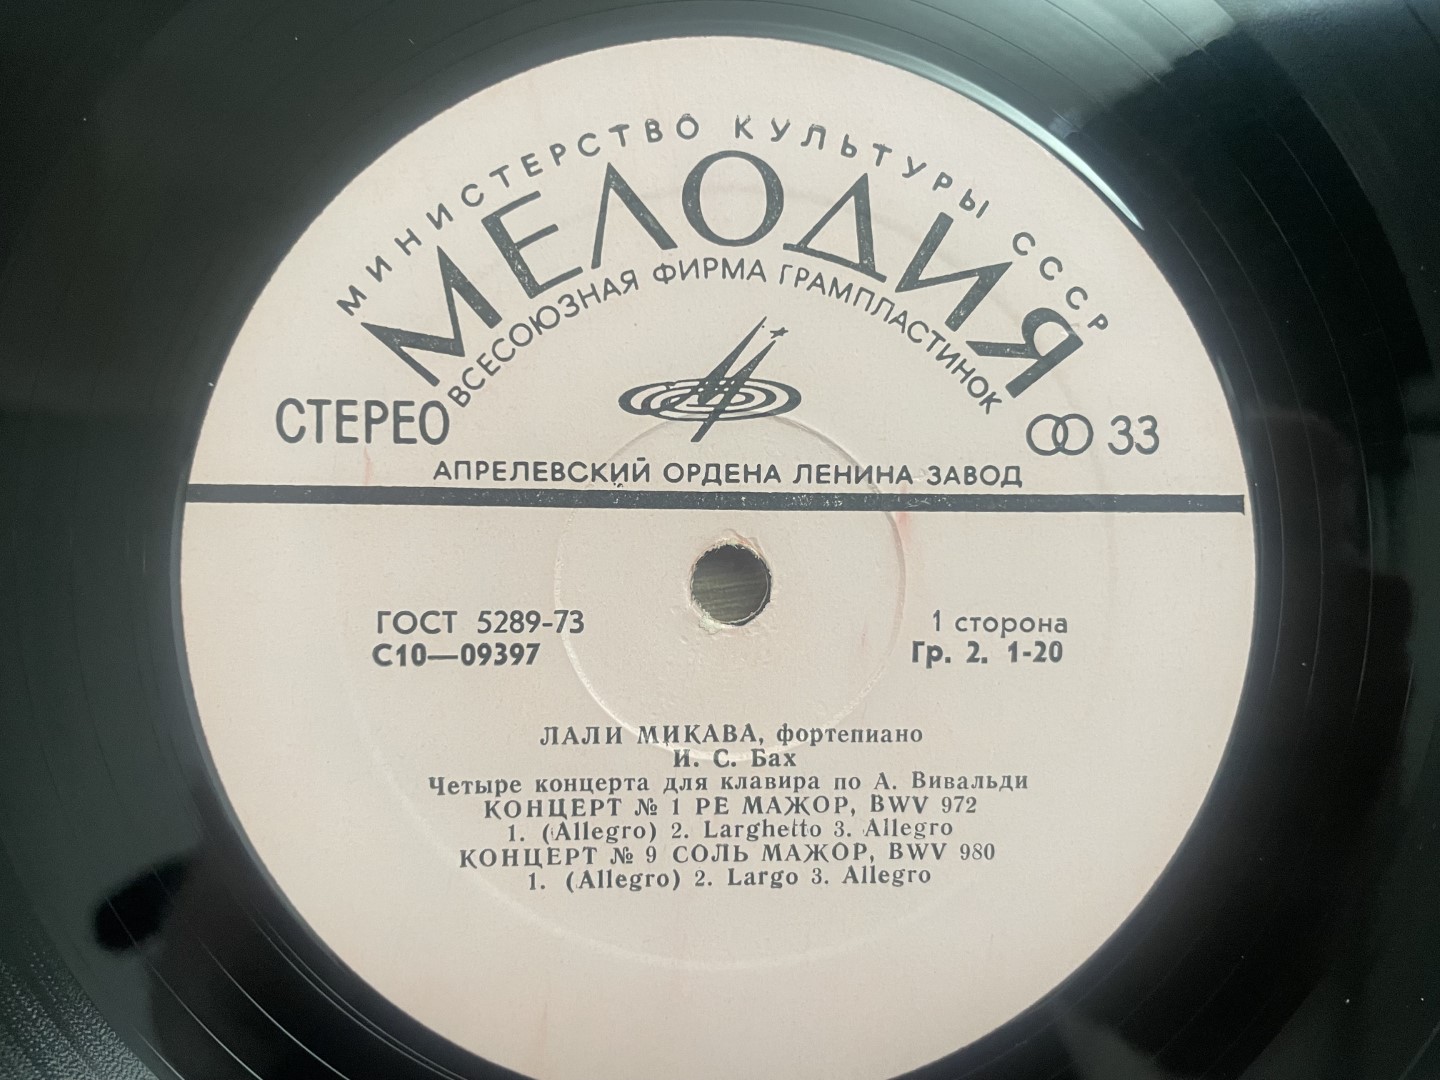 МИНИСТЕРСТВО КУЛЬТУРЫ СССР
МЕЛОДИЯ
ВСЕСОЮЗНАЯ ФИРМА ГРАМПЛАСТИНОК
СТЕРЕО
33
АПРЕЛЕВСКИЙ ОРДЕНА ЛЕНИНА ЗАВОД
ГОСТ 5289-73
С10—09397
1 сторона
Гр. 2. 1-20
ЛАЛИ МИКАВА, фортепиано
И. С. Бах
Четыре концерта для клавира по А. Вивальди
КОНЦЕРТ № 1 РЕ МАЖОР, BWV 972
1. (Allegro) 2. Larghetto 3. Allegro
КОНЦЕРТ № 9 СОЛЬ МАЖОР, BWV 980
1. (Allegro) 2. Largo 3. Allegro